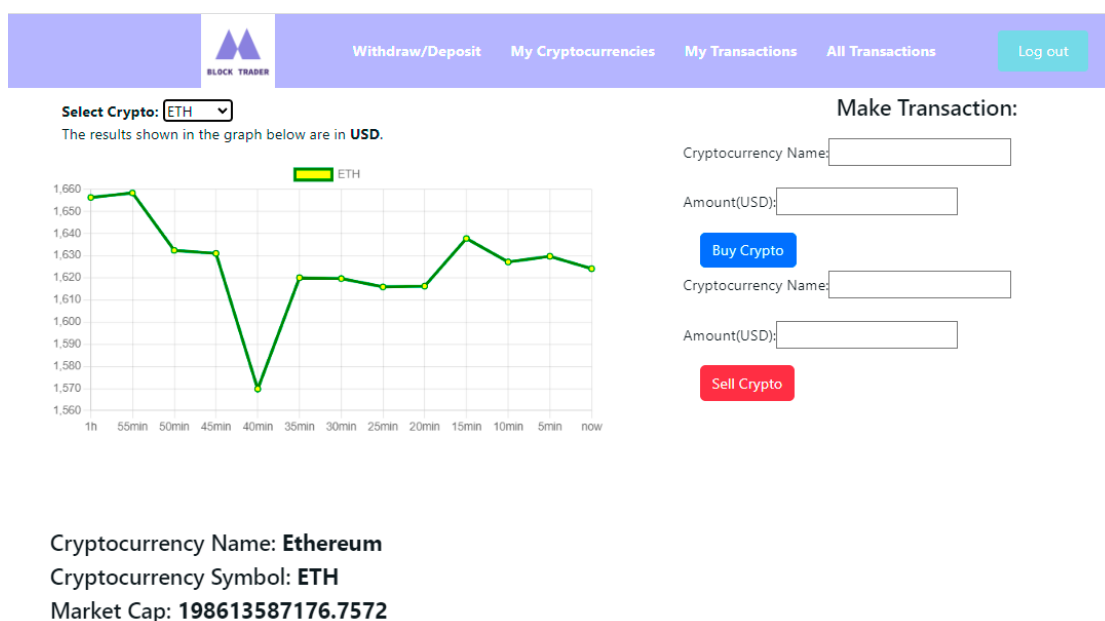 BLOCK TRADER
Withdraw/Deposit My Cryptocurrencies My Transactions All Transactions Log out
Select Crypto: ETH
The results shown in the graph below are in USD.
ETH
1,660
1,650
1,640
1,630
1,620
1,610
1,600
1,590
1,580
1,570
1,560
1h 55min 50min 45min 40min 35min 30min 25min 20min 15min 10min 5min now
Make Transaction:
Cryptocurrency Name:
Amount(USD):
Buy Crypto
Cryptocurrency Name:
Amount(USD):
Sell Crypto
Cryptocurrency Name: Ethereum
Cryptocurrency Symbol: ETH
Market Cap: 198613587176.7572